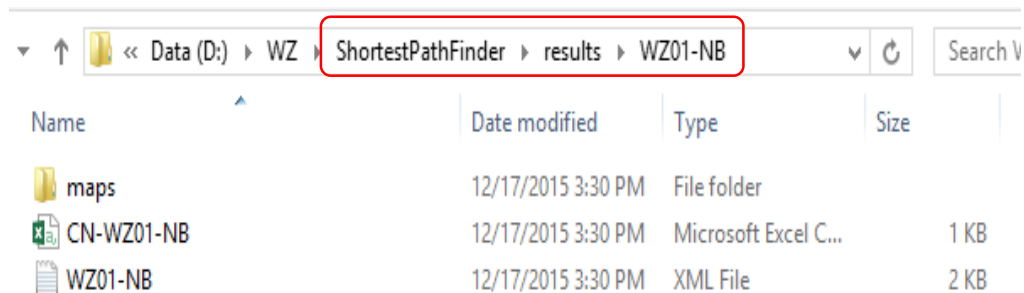 « Data (D:) WZ ShortestPathFinder results WZ01-NB Search
Name Date modified Type Size
maps 12/17/2015 3:30 PM File folder
CN-WZ01-NB 12/17/2015 3:30 PM Microsoft Excel C... 1 KB
WZ01-NB 12/17/2015 3:30 PM XML File 2 KB